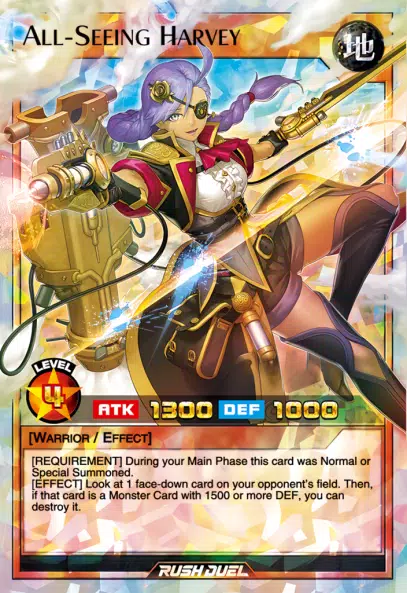 All-Seeing Harvey
地
LEVEL
4
ATK 1300 DEF 1000
[Warrior / Effect]
[REQUIREMENT] During your Main Phase this card was Normal or
Special Summoned.
[EFFECT] Look at 1 face-down card on your opponent's field. Then,
if that card is a Monster Card with 1500 or more DEF, you can
destroy it.
RUSH DUEL